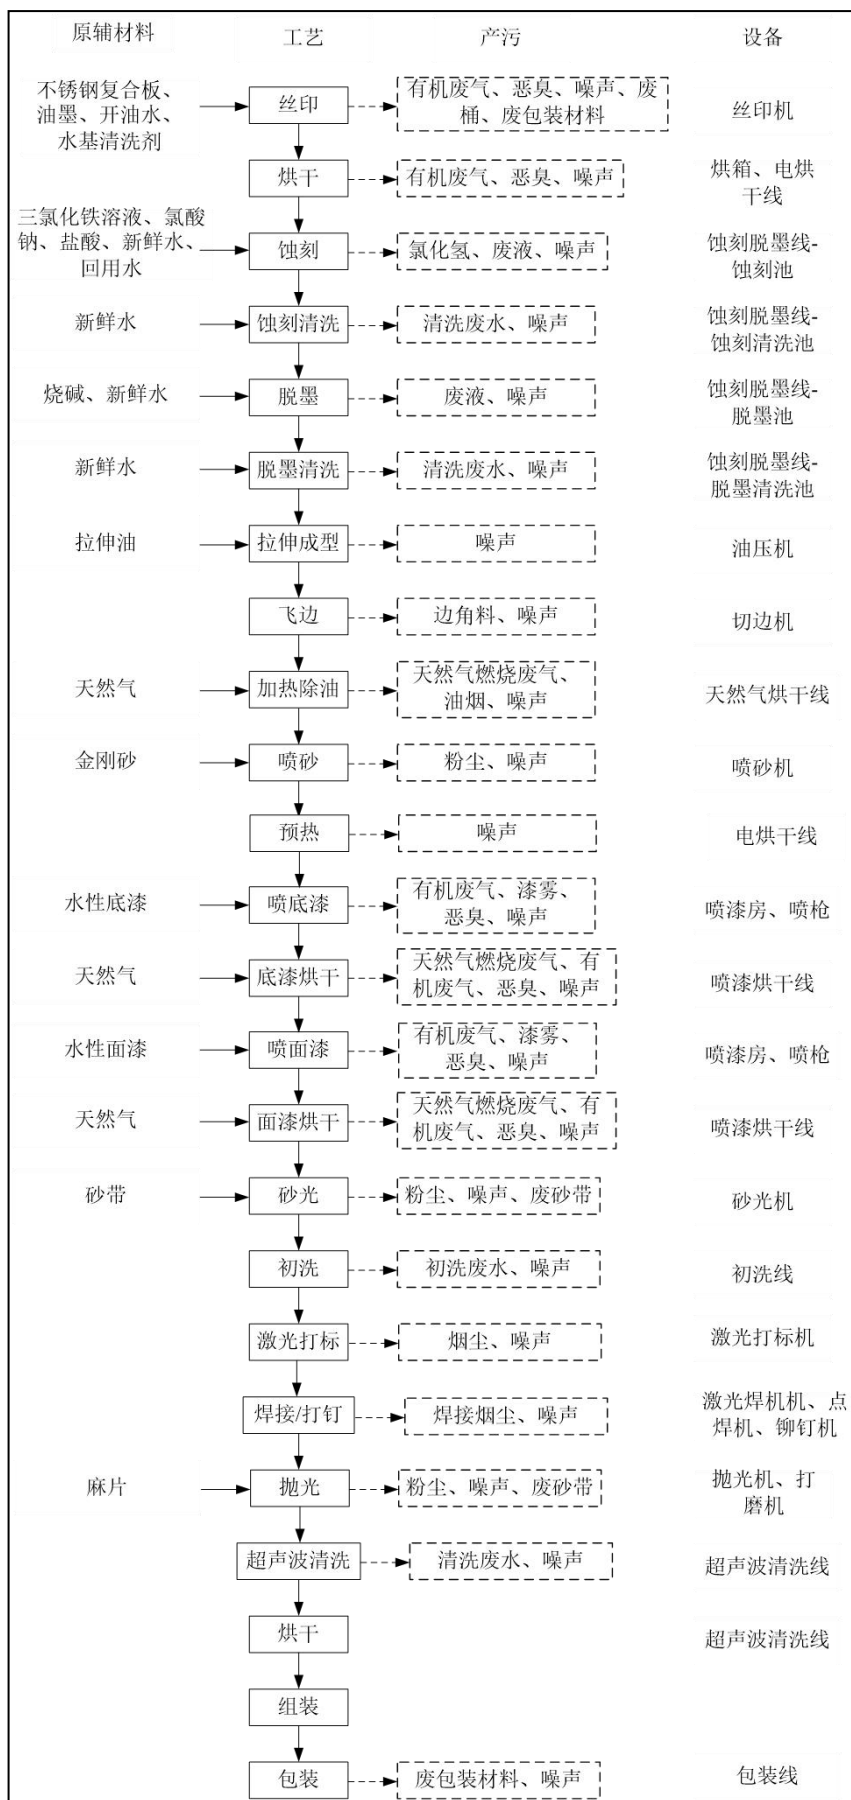 原辅材料 工艺 产污 设备
不锈钢复合板、
油墨、开油水、
水基清洗剂
丝印
有机废气、恶臭、噪声、废
桶、废包装材料
丝印机
烘干
有机废气、恶臭、噪声
烘箱、电烘
干线
三氯化铁溶液、氯酸
钠、盐酸、新鲜水、
回用水
蚀刻
氯化氢、废液、噪声
蚀刻脱墨线-
蚀刻池
新鲜水
蚀刻清洗
清洗废水、噪声
蚀刻脱墨线-
蚀刻清洗池
烧碱、新鲜水
脱墨
废液、噪声
蚀刻脱墨线-
脱墨池
新鲜水
脱墨清洗
清洗废水、噪声
蚀刻脱墨线-
脱墨清洗池
拉伸油
拉伸成型
噪声
油压机
飞边
边角料、噪声
切边机
天然气
加热除油
天然气燃烧废气、
油烟、噪声
天然气烘干线
金刚砂
喷砂
粉尘、噪声
喷砂机
预热
噪声
电烘干线
水性底漆
喷底漆
有机废气、漆雾、
恶臭、噪声
喷漆房、喷枪
天然气
底漆烘干
天然气燃烧废气、有
机废气、恶臭、噪声
喷漆烘干线
水性面漆
喷面漆
有机废气、漆雾、
恶臭、噪声
喷漆房、喷枪
天然气
面漆烘干
天然气燃烧废气、有
机废气、恶臭、噪声
喷漆烘干线
砂带
砂光
粉尘、噪声、废砂带
砂光机
初洗
初洗废水、噪声
初洗线
激光打标
烟尘、噪声
激光打标机
焊接/打钉
焊接烟尘、噪声
激光焊机机、点
焊机、铆钉机
麻片
抛光
粉尘、噪声、废砂带
抛光机、打
磨机
超声波清洗
清洗废水、噪声
超声波清洗线
烘干
超声波清洗线
组装
包装
废包装材料、噪声
包装线